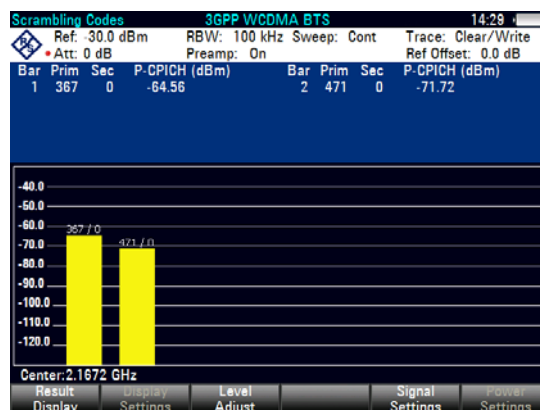 Scrambling Codes 3GPP WCDMA BTS 14:29
Ref: -30.0 dBm RBW: 100 kHz Sweep: Cont Trace: Clear/Write
Att: 0 dB Preamp: On Ref Offset: 0.0 dB
Bar Prim Sec P-CPICH (dBm) Bar Prim Sec P-CPICH (dBm)
1 367 0 -64.56 2 471 0 -71.72
-40.0
-50.0
-60.0
367 / 0
-70.0
471 / 0
-80.0
-90.0
-100.0
-110.0
-120.0
Center:2.1672 GHz
Result Display Level Signal Power
Display Settings Adjust Settings Settings